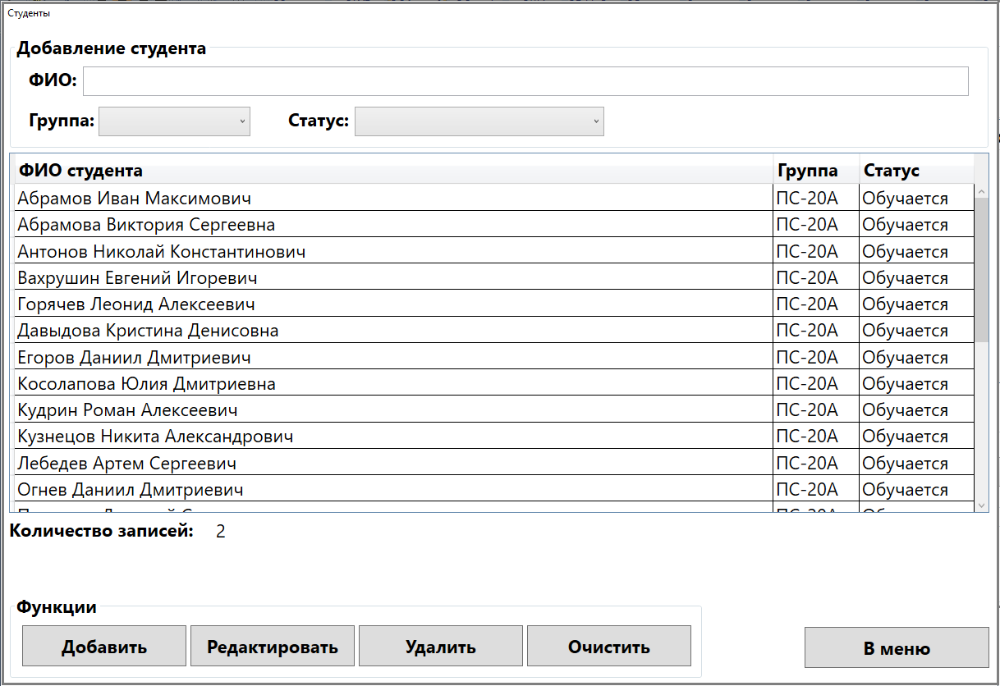 Студенты
Добавление студента
ФИО:
Группа: Статус:
ФИО студента Группа Статус
Абрамов Иван Максимович ПС-20А Обучается
Абрамова Виктория Сергеевна ПС-20А Обучается
Антонов Николай Константинович ПС-20А Обучается
Вахрушин Евгений Игоревич ПС-20А Обучается
Горячев Леонид Алексеевич ПС-20А Обучается
Давыдова Кристина Денисовна ПС-20А Обучается
Егоров Даниил Дмитриевич ПС-20А Обучается
Косолапова Юлия Дмитриевна ПС-20А Обучается
Кудрин Роман Алексеевич ПС-20А Обучается
Кузнецов Никита Александрович ПС-20А Обучается
Лебедев Артем Сергеевич ПС-20А Обучается
Огнев Даниил Дмитриевич ПС-20А Обучается
Количество записей: 2
Функции
Добавить Редактировать Удалить Очистить В меню